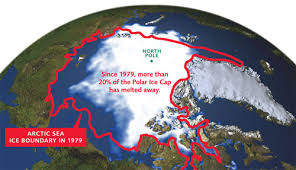 NORTH
POLE
Since 1979, more than
20% of the Polar Ice Cap
has melted away.
ARCTIC SEA
ICE BOUNDARY IN 1979